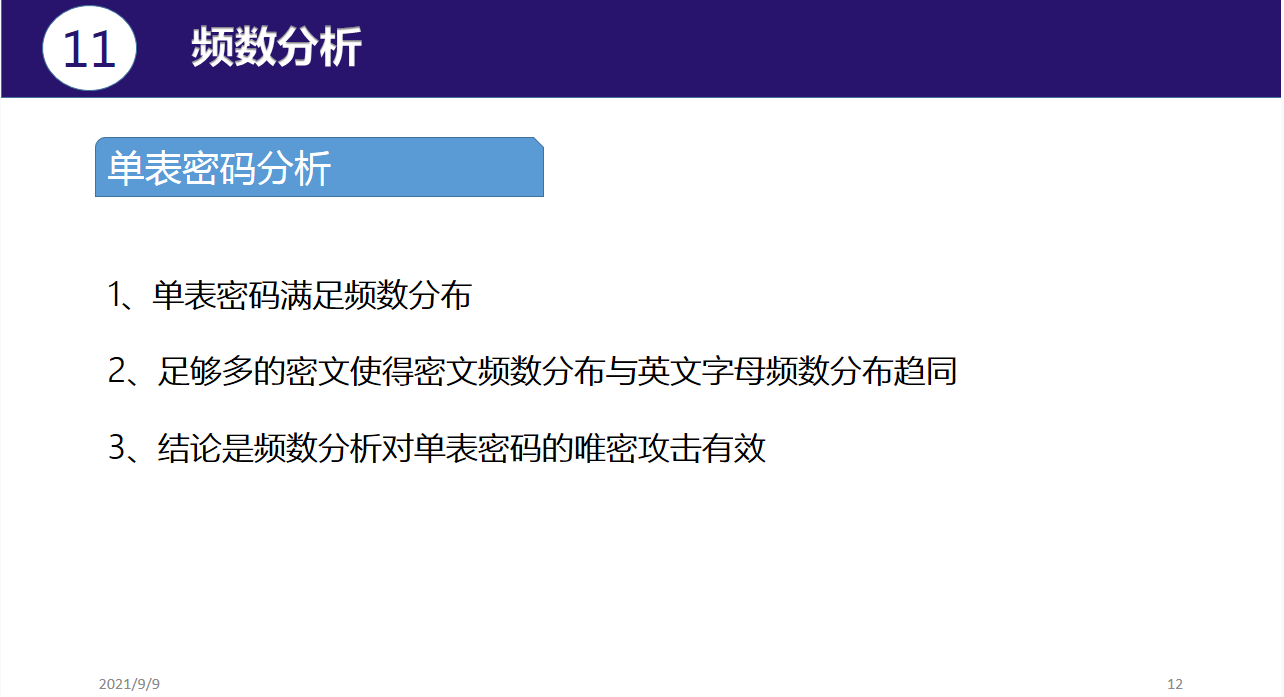 11
频数分析
单表密码分析
1、单表密码满足频数分布
2、足够多的密文使得密文频数分布与英文字母频数分布趋同
3、结论是频数分析对单表密码的唯密攻击有效
2021/9/9
12